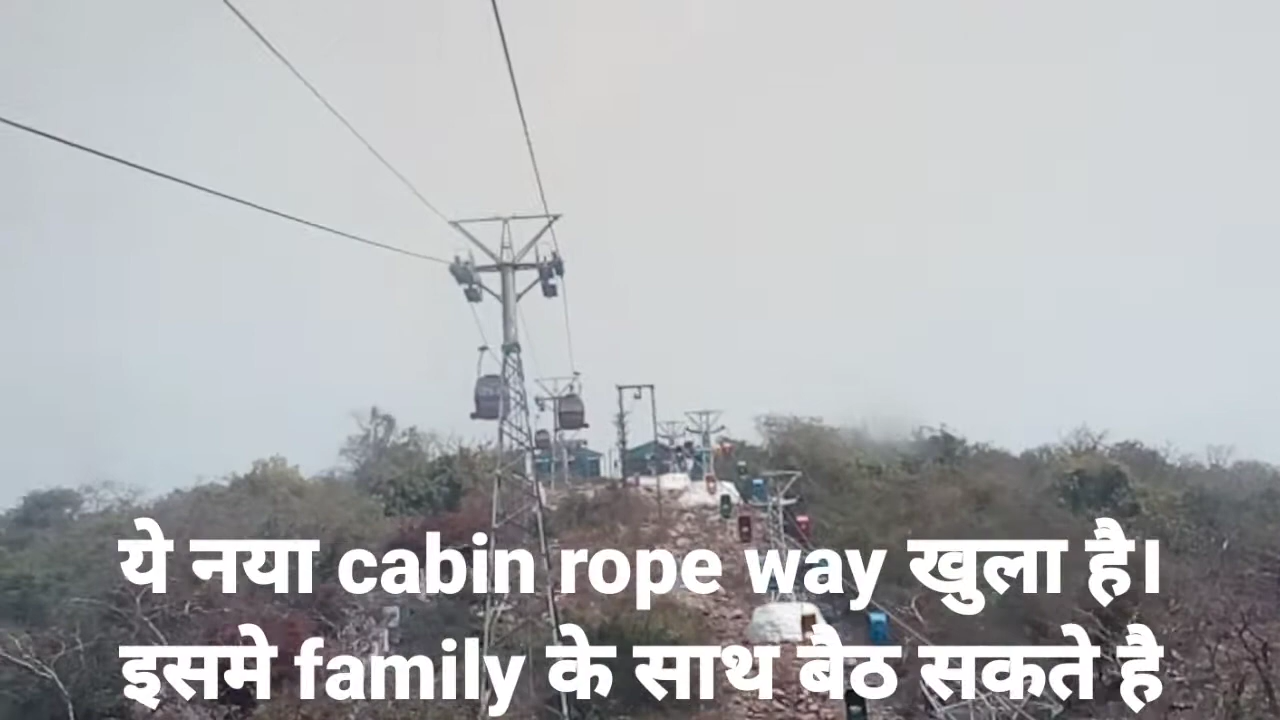 ये नया cabin rope way खुला है।
इसमे family के साथ बैठ सकते है